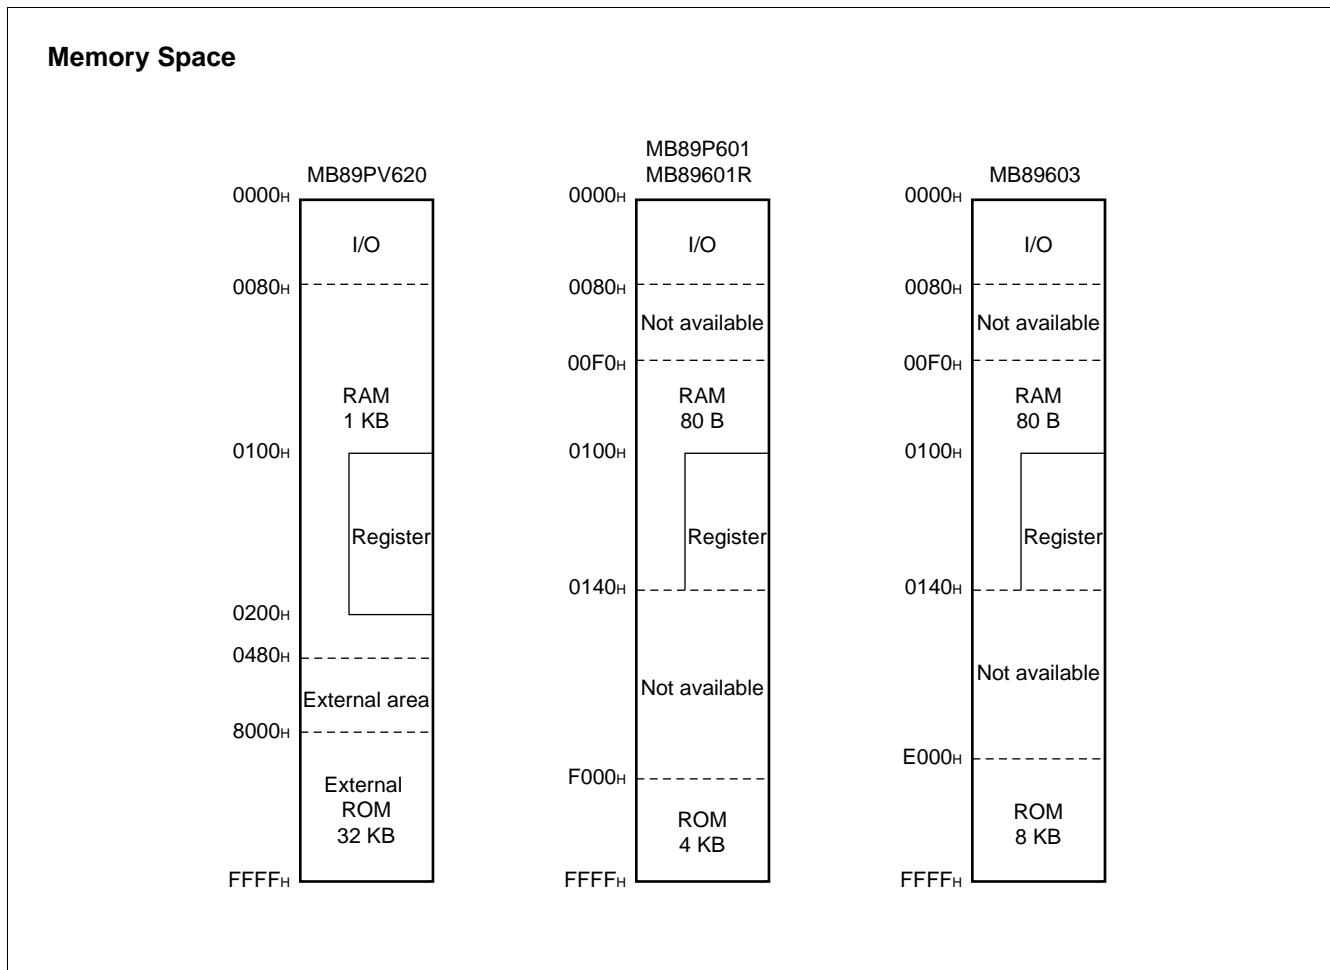 Memory Space
MB89PV620
0000H
I/O
0080H
RAM
1 KB
0100H
Register
0200H
0480H
External area
8000H
External
ROM
32 KB
FFFFH
MB89P601
MB89601R
0000H
I/O
0080H
Not available
00F0H
RAM
80 B
0100H
Register
0140H
Not available
F000H
ROM
4 KB
FFFFH
MB89603
0000H
I/O
0080H
Not available
00F0H
RAM
80 B
0100H
Register
0140H
Not available
E000H
ROM
8 KB
FFFFH